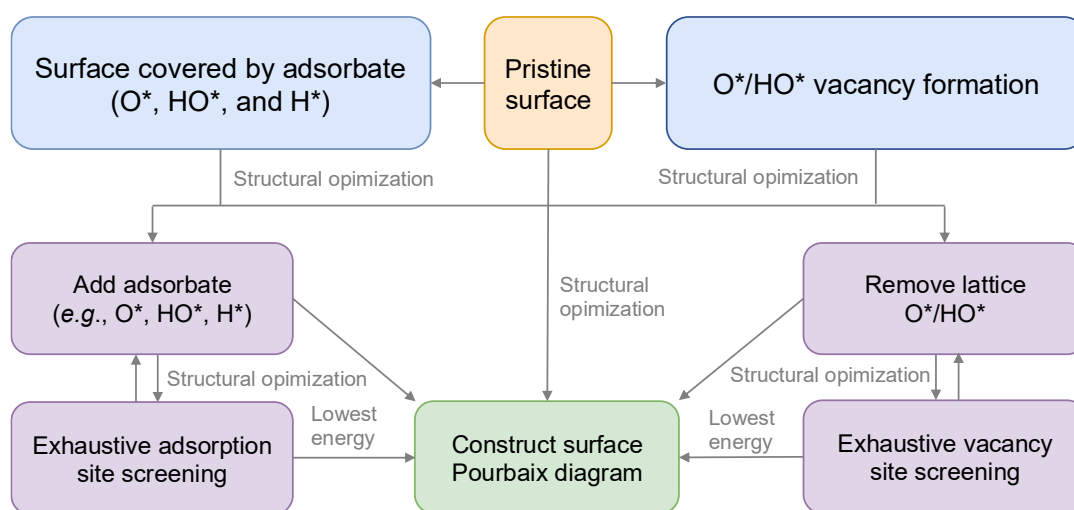 Surface covered by adsorbate
(O*, HO*, and H*)
Pristine
surface
O*/HO* vacancy formation
Structural opimization
Structural opimization
Structural
opimization
Add adsorbate
(e.g., O*, HO*, H*)
Remove lattice
O*/HO*
Structural opimization
Structural opimization
Exhaustive adsorption
site screening
Lowest
energy
Construct surface
Pourbaix diagram
Lowest
energy
Exhaustive vacancy
site screening